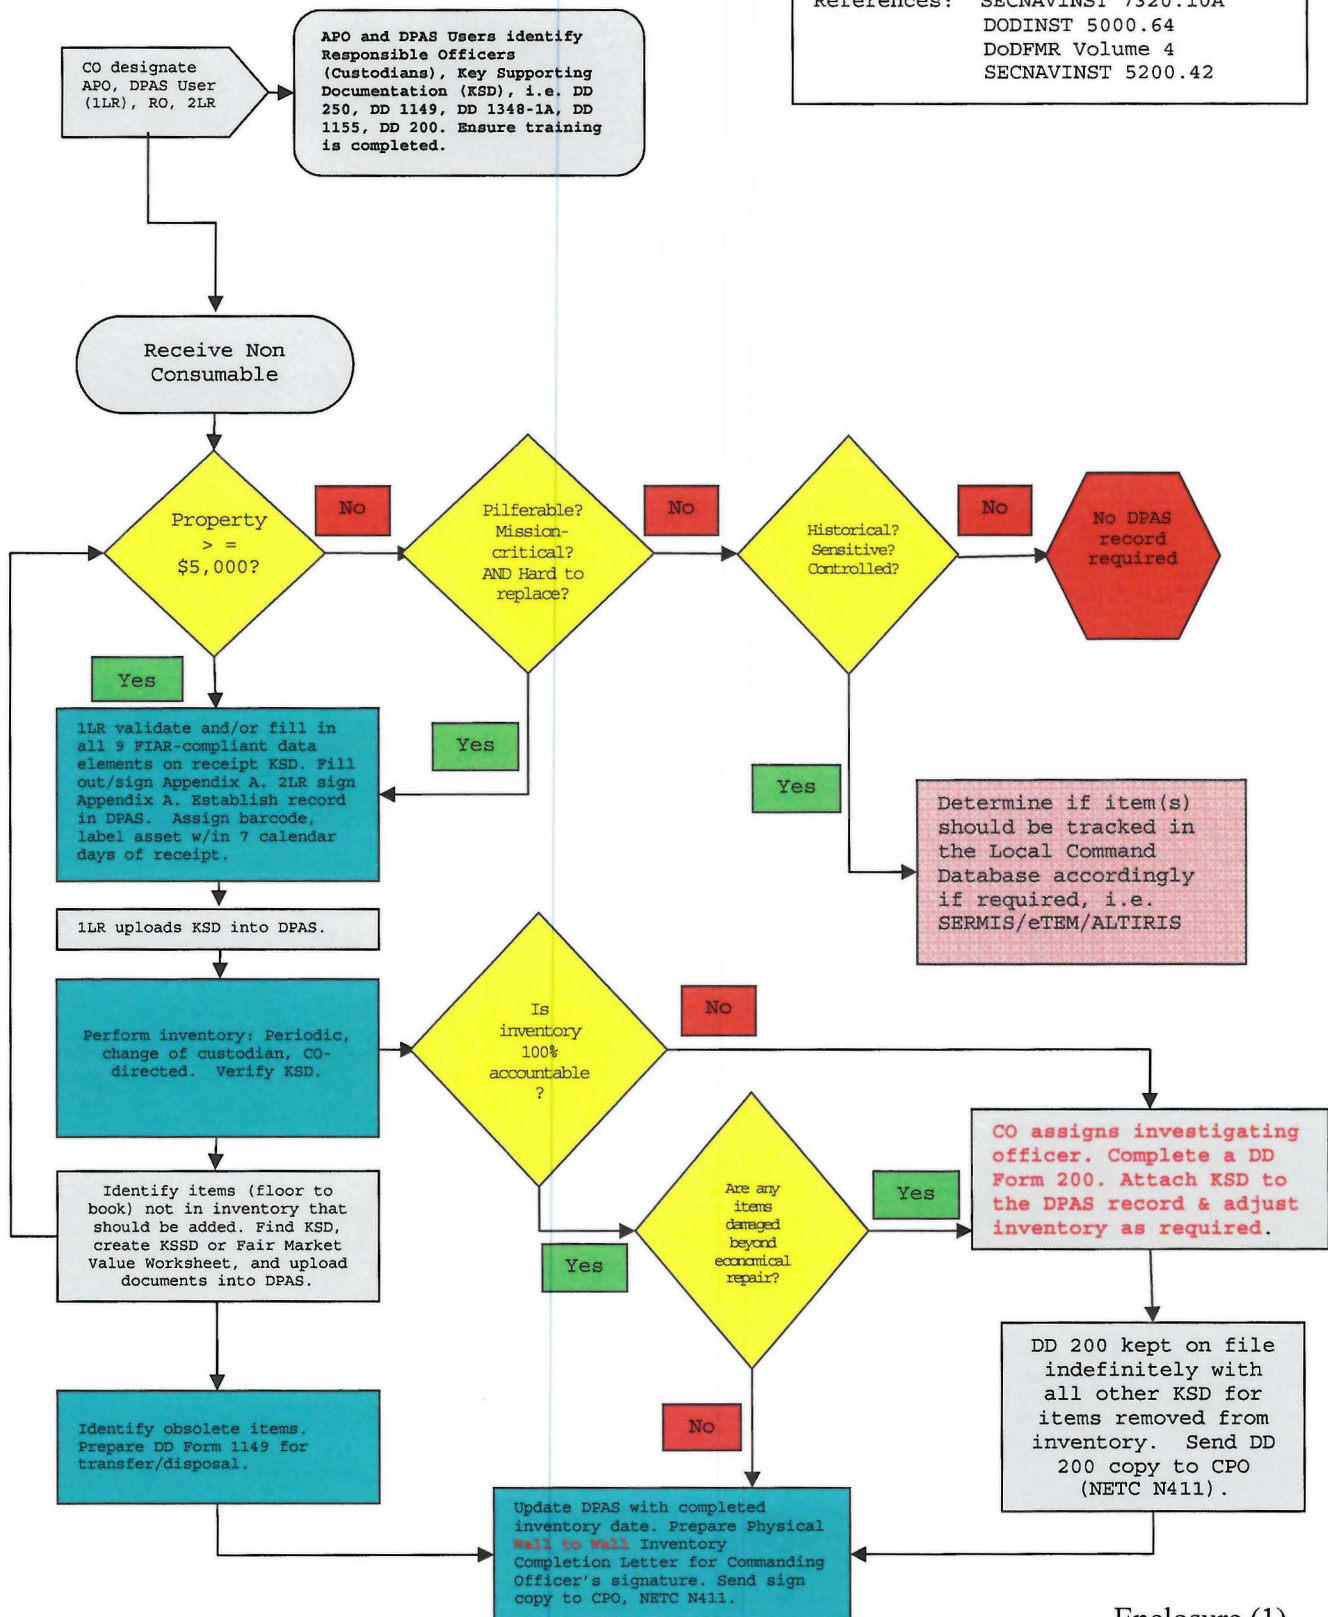 References: SECNAVINST 7320.10A
DODINST 5000.64
DoDFMR Volume 4
SECNAVINST 5200.42
CO designate
APO, DPAS User
(1LR), RO, 2LR
APO and DPAS Users identify
Responsible Officers
(Custodians), Key Supporting
Documentation (KSD), i.e. DD
250, DD 1149, DD 1348-1A, DD
1155, DD 200. Ensure training
is completed.
Receive Non
Consumable
Property
> =
$5,000?
No
Pilferable?
Mission-
critical?
AND Hard to
replace?
No
Historical?
Sensitive?
Controlled?
No
No DPAS
record
required
Yes
Yes
Yes
1LR validate and/or fill in
all 9 FIAR-compliant data
elements on receipt KSD. Fill
out/sign Appendix A. 2LR sign
Appendix A. Establish record
in DPAS. Assign barcode,
label asset w/in 7 calendar
days of receipt.
Determine if item(s)
should be tracked in
the Local Command
Database accordingly
if required, i.e.
SERMIS/eTEM/ALTIRIS
1LR uploads KSD into DPAS.
Perform inventory: Periodic,
change of custodian, CO-
directed. Verify KSD.
Is
inventory
100%
accountable
?
No
Identify items (floor to
book) not in inventory that
should be added. Find KSD,
create KSSD or Fair Market
Value Worksheet, and upload
documents into DPAS.
Yes
Are any
items
damaged
beyond
economical
repair?
Yes
CO assigns investigating
officer. Complete a DD
Form 200. Attach KSD to
the DPAS record & adjust
inventory as required.
No
DD 200 kept on file
indefinitely with
all other KSD for
items removed from
inventory. Send DD
200 copy to CPO
(NETC N411).
Identify obsolete items.
Prepare DD Form 1149 for
transfer/disposal.
Update DPAS with completed
inventory date. Prepare Physical
Wall to Wall Inventory
Completion Letter for Commanding
Officer's signature. Send sign
copy to CPO, NETC N411.
Enclosure (1)